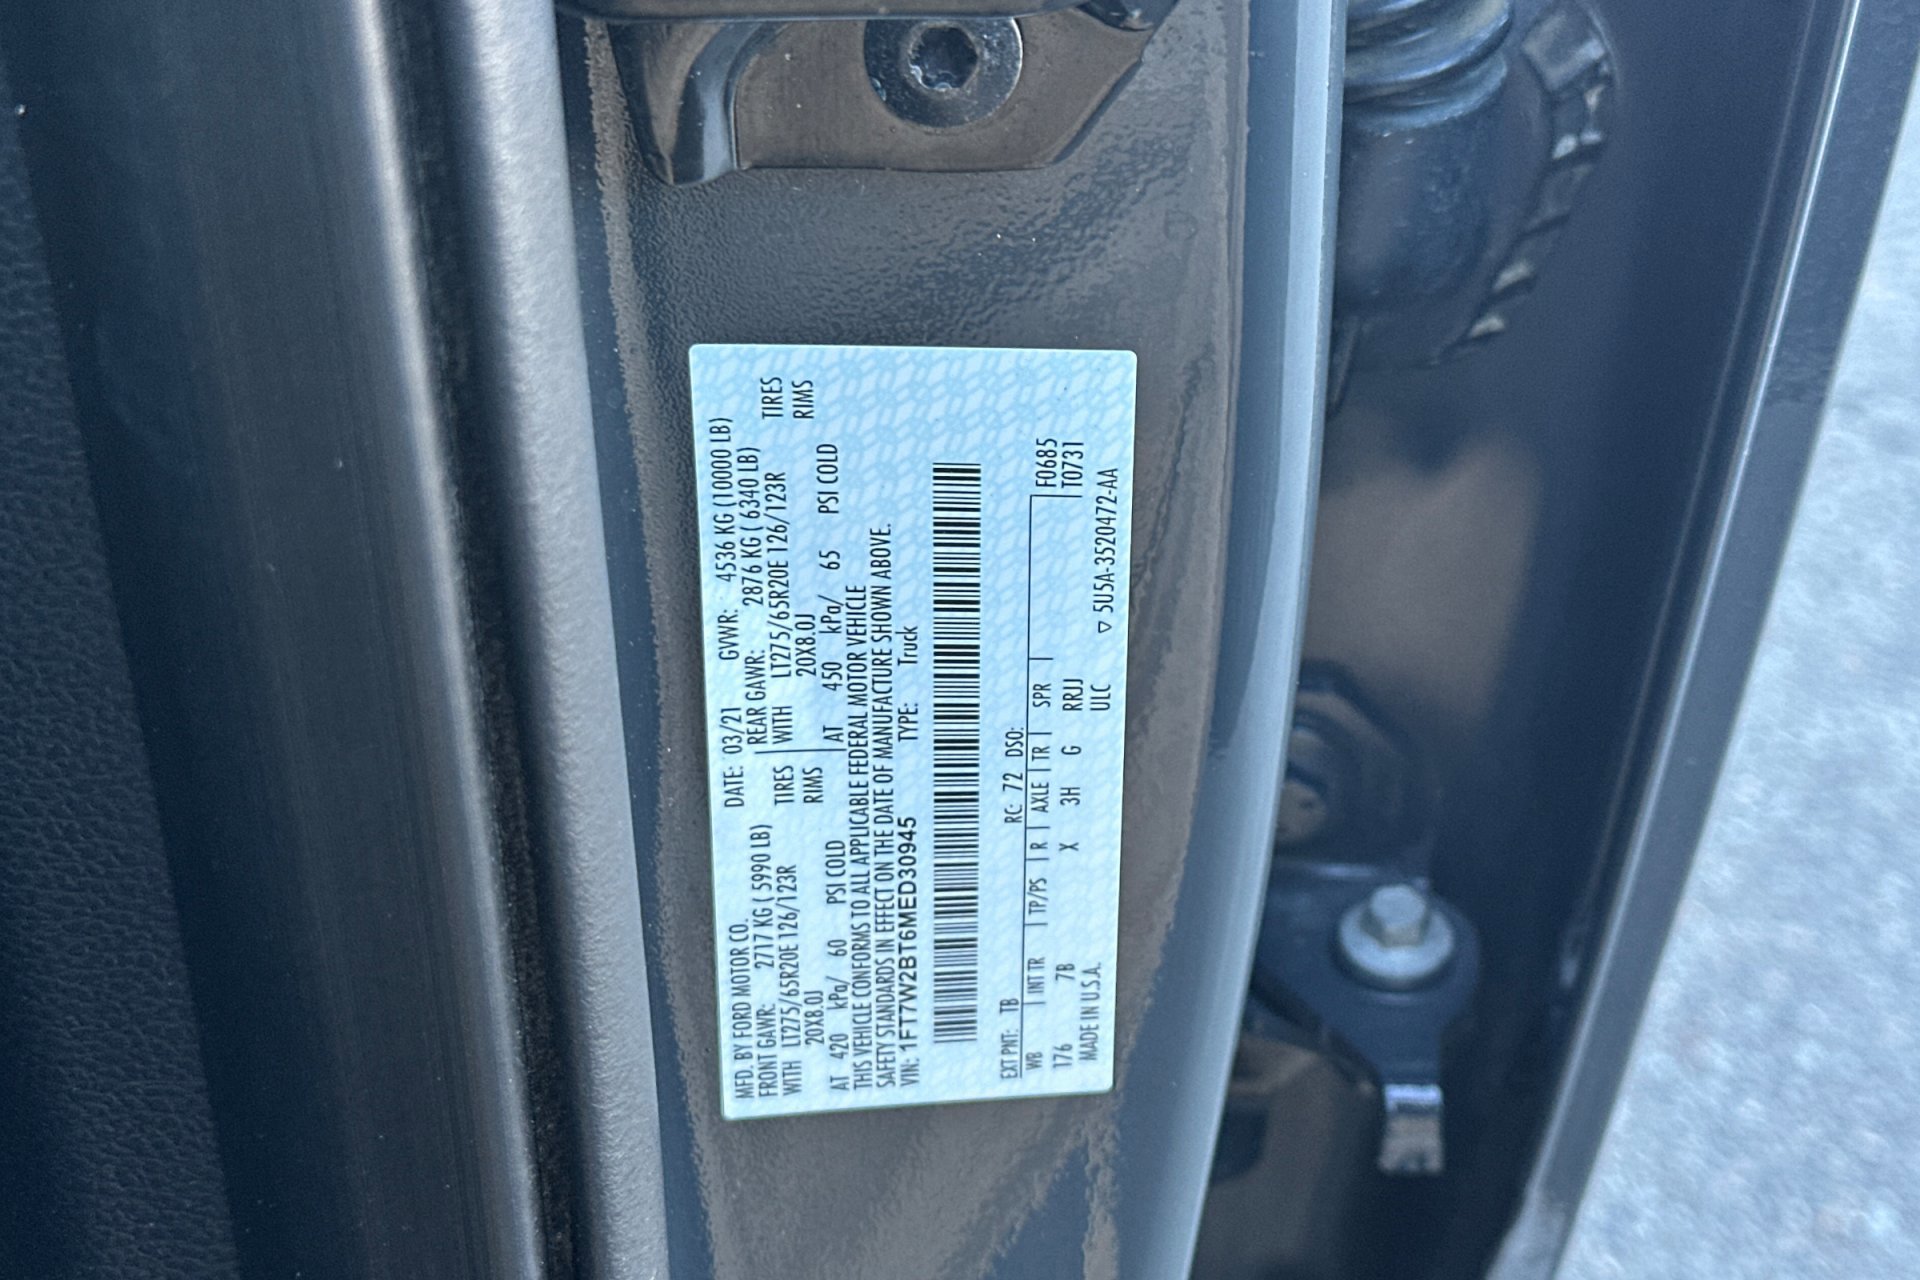 MFD. BY FORD MOTOR CO. DATE: 03/21 GVWR: 4536 KG (10000 LB)
FRONT GAWR: 2717 KG ( 5990 LB) REAR GAWR: 2876 KG ( 6340 LB)
WITH LT275/65R20E 126/123R TIRES WITH LT275/65R20E 126/123R TIRES
20X8.0J RIMS 20X8.0J RIMS
AT 420 kPa/ 60 PSI COLD AT 450 kPa/ 65 PSI COLD
THIS VEHICLE CONFORMS TO ALL APPLICABLE FEDERAL MOTOR VEHICLE
SAFETY STANDARDS IN EFFECT ON THE DATE OF MANUFACTURE SHOWN ABOVE.
VIN: 1FT7W2BT6MED30945 TYPE: Truck
EXT PNT: TB RC: 72 DSO:
WB INT TR TP/PS R AXLE TR SPR F0685
176 7B X 3H G RRJJ T0731
MADE IN U.S.A. ULC ▽ 5U5A-3520472-AA